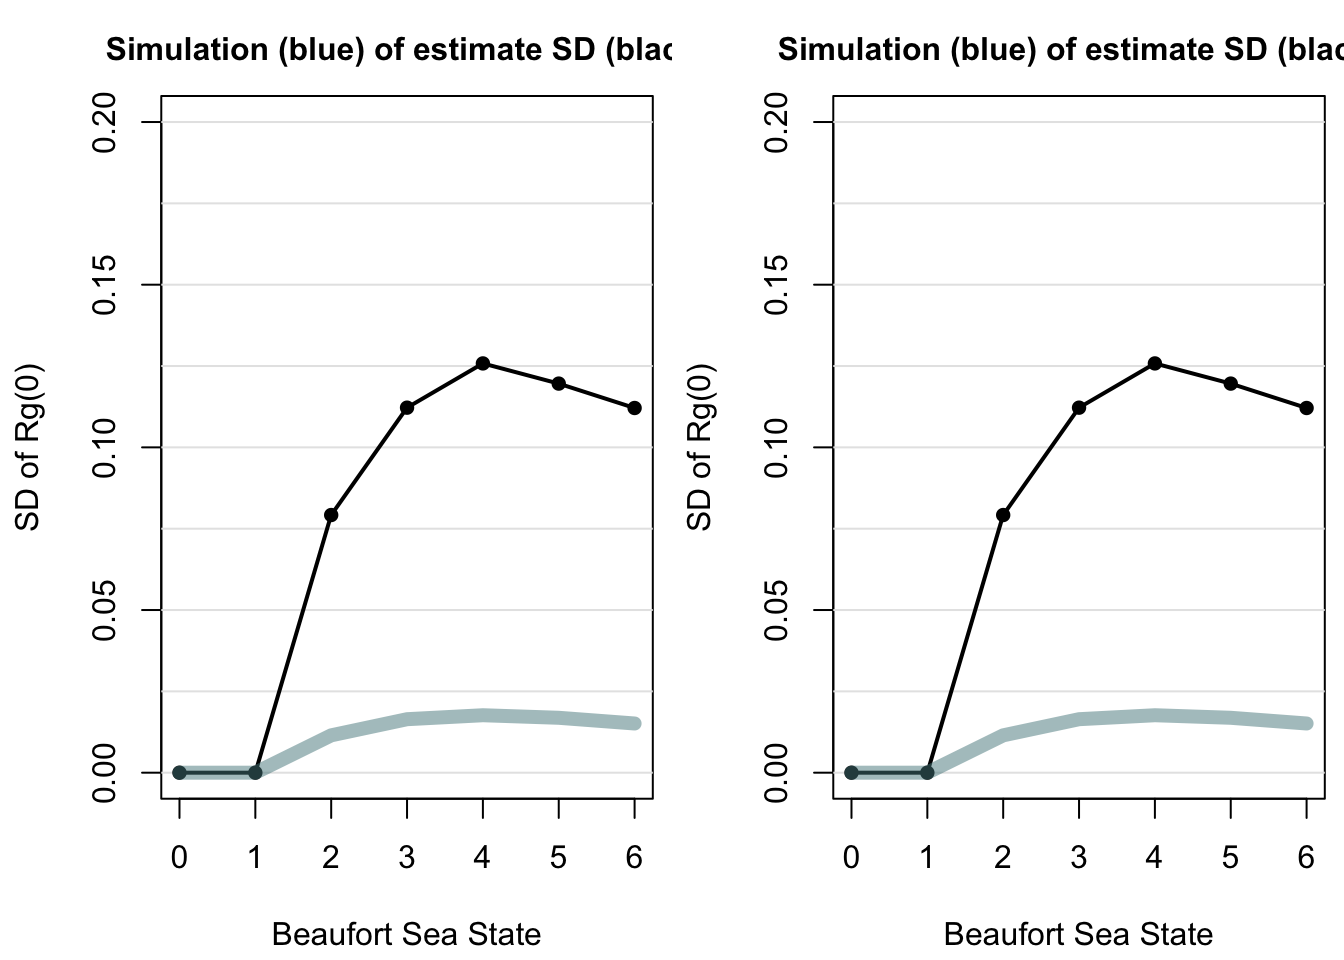 Simulation (blue) of estimate SD (blac
SD of Rg(0)
0.20
0.15
0.10
0.05
0.00
0 1 2 3 4 5 6
Beaufort Sea State
Simulation (blue) of estimate SD (blac
SD of Rg(0)
0.20
0.15
0.10
0.05
0.00
0 1 2 3 4 5 6
Beaufort Sea State